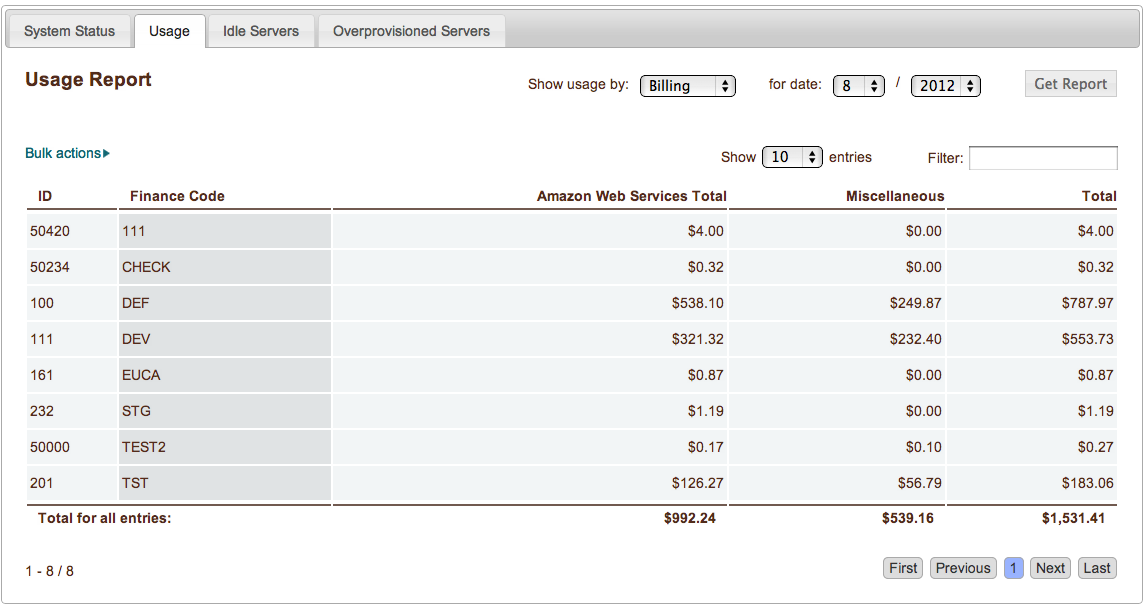 System Status Usage Idle Servers Overprovisioned Servers
Usage Report Show usage by: Billing for date: 8 / 2012 Get Report
Bulk actions Show 10 entries Filter:
ID Finance Code Amazon Web Services Total Miscellaneous Total
50420 111 $4.00 $0.00 $4.00
50234 CHECK $0.32 $0.00 $0.32
100 DEF $538.10 $249.87 $787.97
111 DEV $321.32 $232.40 $553.73
161 EUCA $0.87 $0.00 $0.87
232 STG $1.19 $0.00 $1.19
50000 TEST2 $0.17 $0.10 $0.27
201 TST $126.27 $56.79 $183.06
Total for all entries: $992.24 $539.16 $1,531.41
1 - 8 / 8 First Previous 1 Next Last